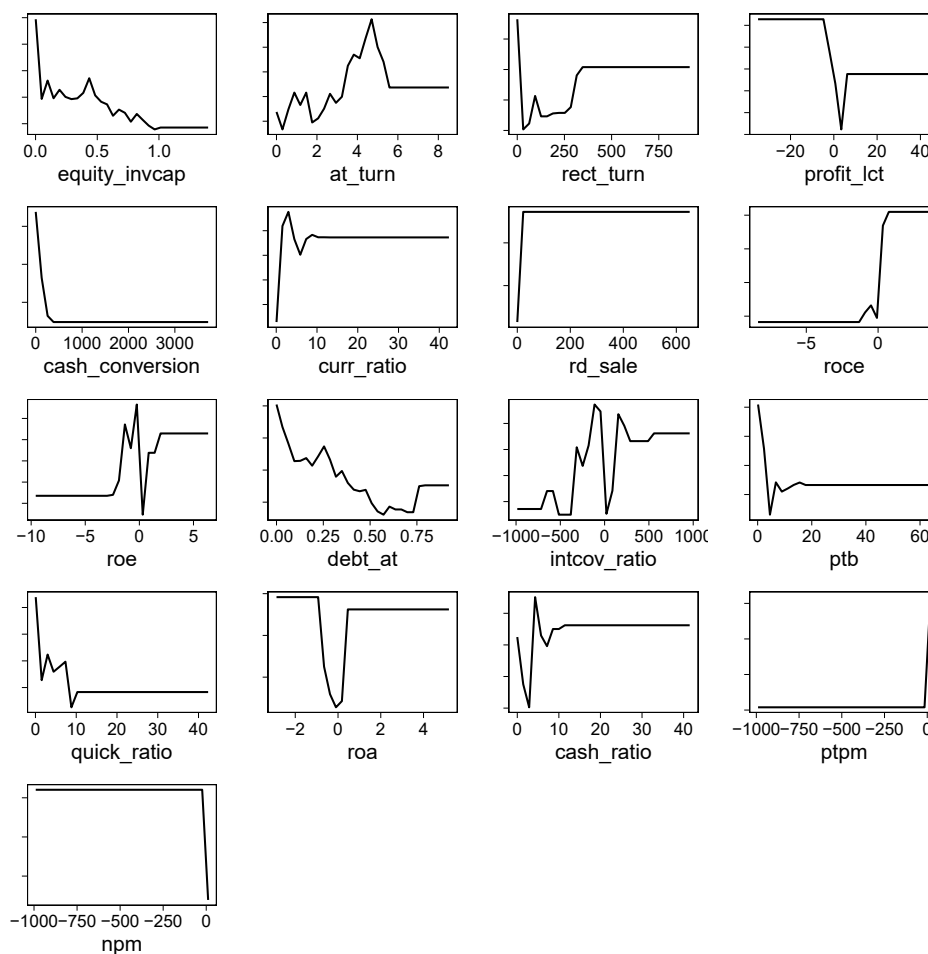 0.0 0.5 1.0
equity_invcap
0 2 4 6 8
at_turn
0 250 500 750
rect_turn
−20 0 20 40
profit_lct
0 1000 2000 3000
cash_conversion
0 10 20 30 40
curr_ratio
0 200 400 600
rd_sale
−5 0
roce
−10 −5 0 5
roe
0.00 0.25 0.50 0.75
debt_at
−1000 −500 0 500 1000
intcov_ratio
0 20 40 60
ptb
0 10 20 30 40
quick_ratio
−2 0 2 4
roa
0 10 20 30 40
cash_ratio
−1000 −750 −500 −250 0
ptpm
−1000 −750 −500 −250 0
npm